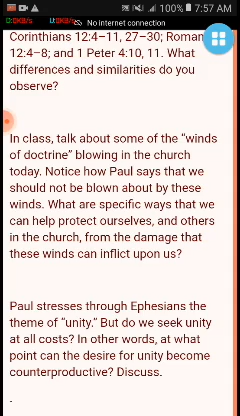 100% 7:57 AM
D:0KB/s U:0KB/s No internet connection
Corinthians 12:4–11, 27–30; Roman
12:4–8; and 1 Peter 4:10, 11. What
differences and similarities do you
observe?
In class, talk about some of the “winds
of doctrine” blowing in the church
today. Notice how Paul says that we
should not be blown about by these
winds. What are specific ways that we
can help protect ourselves, and others
in the church, from the damage that
these winds can inflict upon us?
Paul stresses through Ephesians the
theme of “unity.” But do we seek unity
at all costs? In other words, at what
point can the desire for unity become
counterproductive? Discuss.
.